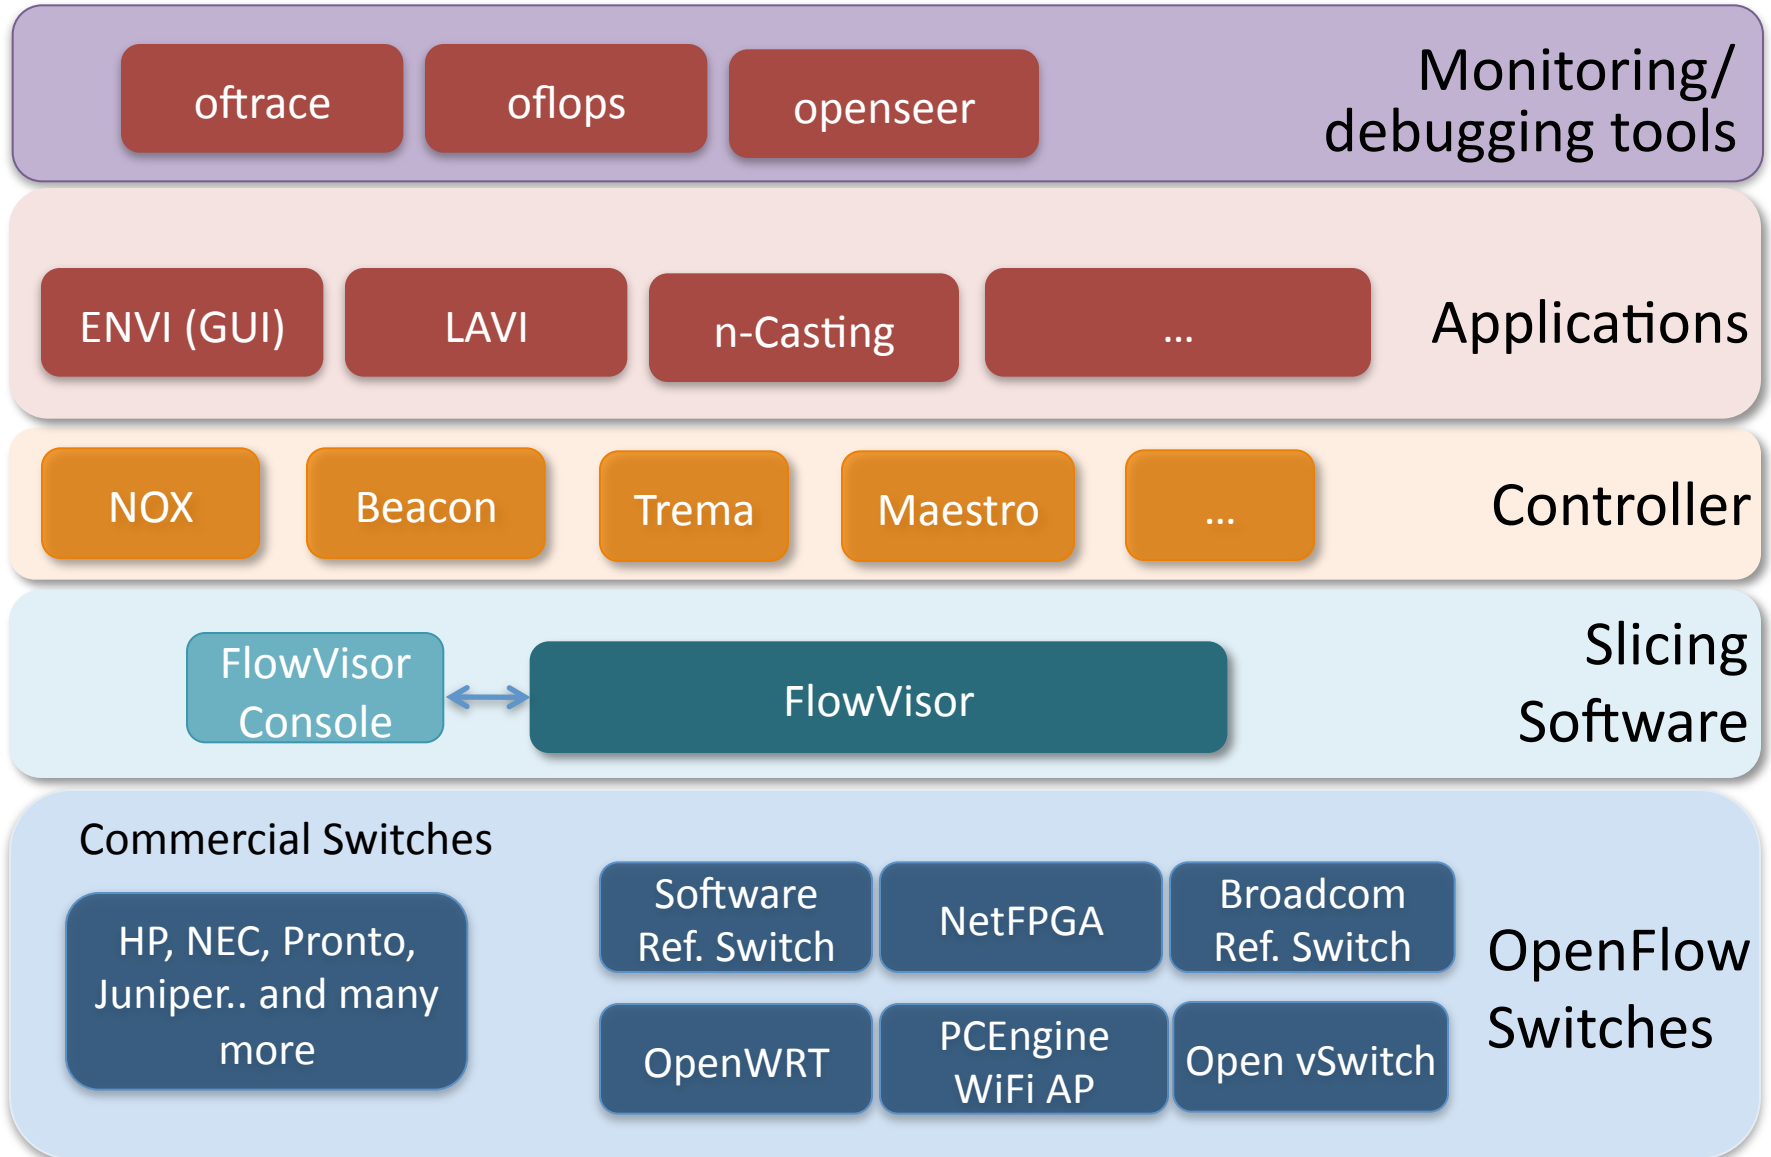 oftrace
oflops
openseer
Monitoring/
debugging tools
ENVI (GUI)
LAVI
n-Casting
...
Applications
NOX
Beacon
Trema
Maestro
...
Controller
FlowVisor
Console
FlowVisor
Slicing
Software
Commercial Switches
HP, NEC, Pronto,
Juniper.. and many
more
Software
Ref. Switch
NetFPGA
Broadcom
Ref. Switch
OpenWRT
PCEngine
WiFi AP
Open vSwitch
OpenFlow
Switches